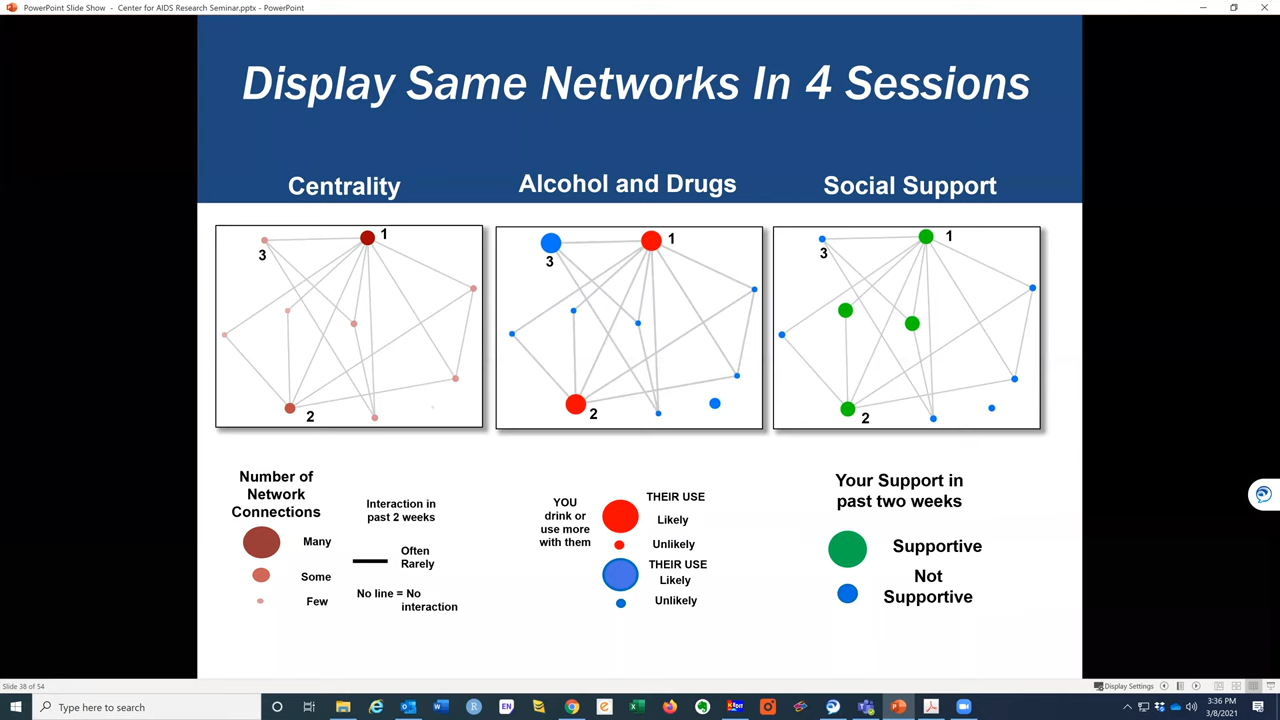 PowerPoint Slide Show - Center for AIDS Research Seminar.pptx - PowerPoint
Display Same Networks In 4 Sessions
Centrality
Alcohol and Drugs
Social Support
1
3
2
1
3
2
1
3
2
Number of
Network
Connections
Many
Some
Few
Interaction in
past 2 weeks
Often
Rarely
No line = No
interaction
YOU
drink or
use more
with them
THEIR USE
Likely
Unlikely
THEIR USE
Likely
Unlikely
Your Support in
past two weeks
Supportive
Not
Supportive
Slide 38 of 54
Display Settings
Type here to search
EN
3:36 PM
3/8/2021